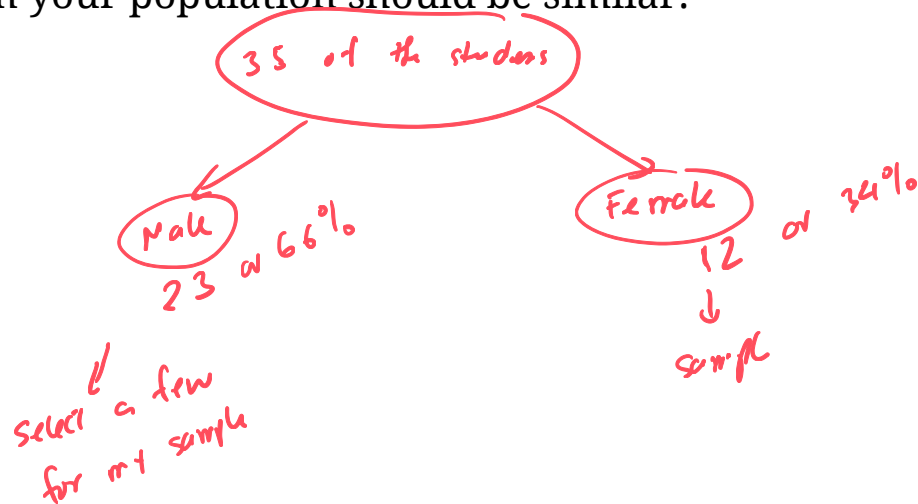 n your population should be similar.
35 of the students
Male
Female
23 or 66%
12 or 34%
sample
select a few
for my sample